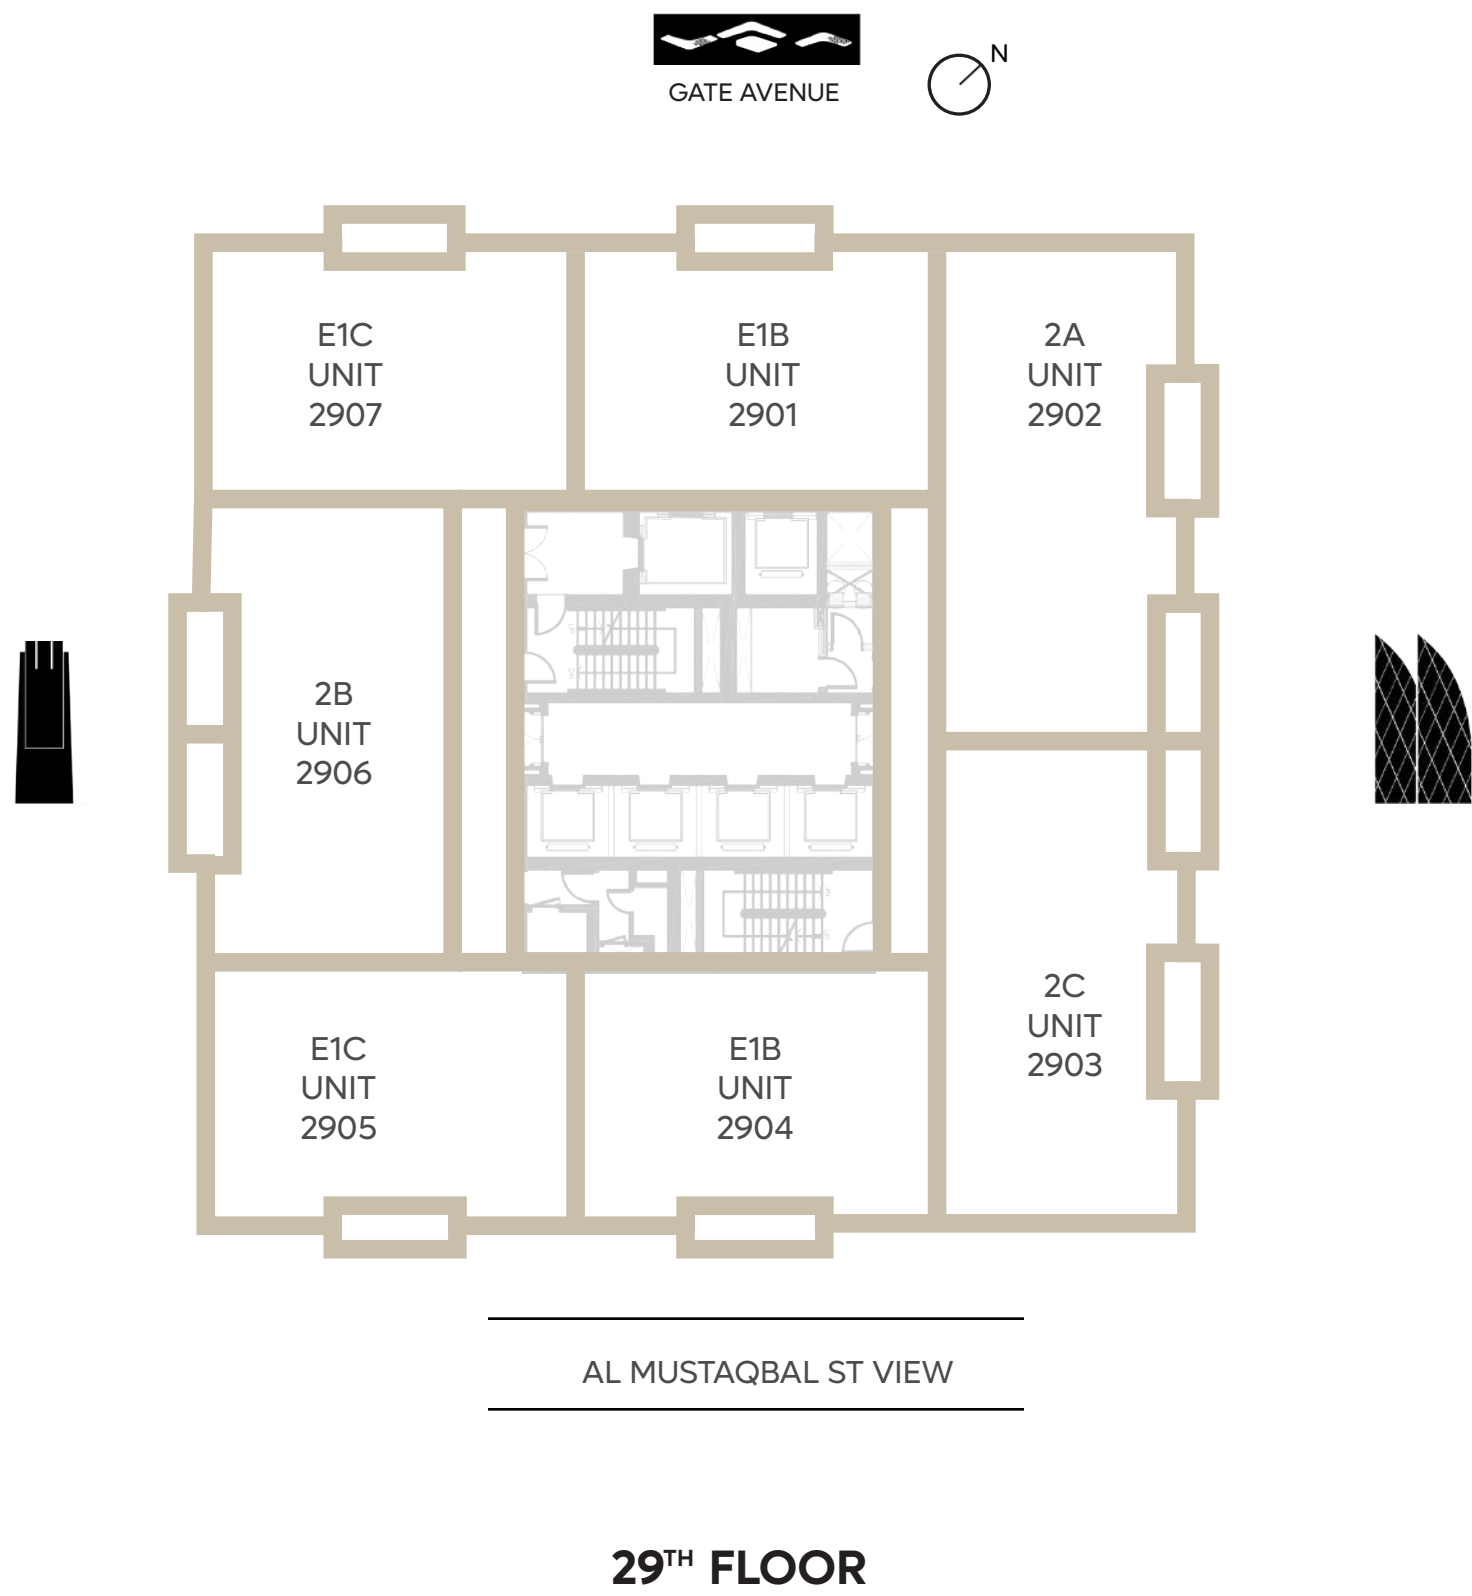 GATE AVENUE
N
E1C
UNIT
2907
E1B
UNIT
2901
2A
UNIT
2902
2B
UNIT
2906
2C
UNIT
2903
E1C
UNIT
2905
E1B
UNIT
2904
AL MUSTAQBAL ST VIEW
29TH FLOOR